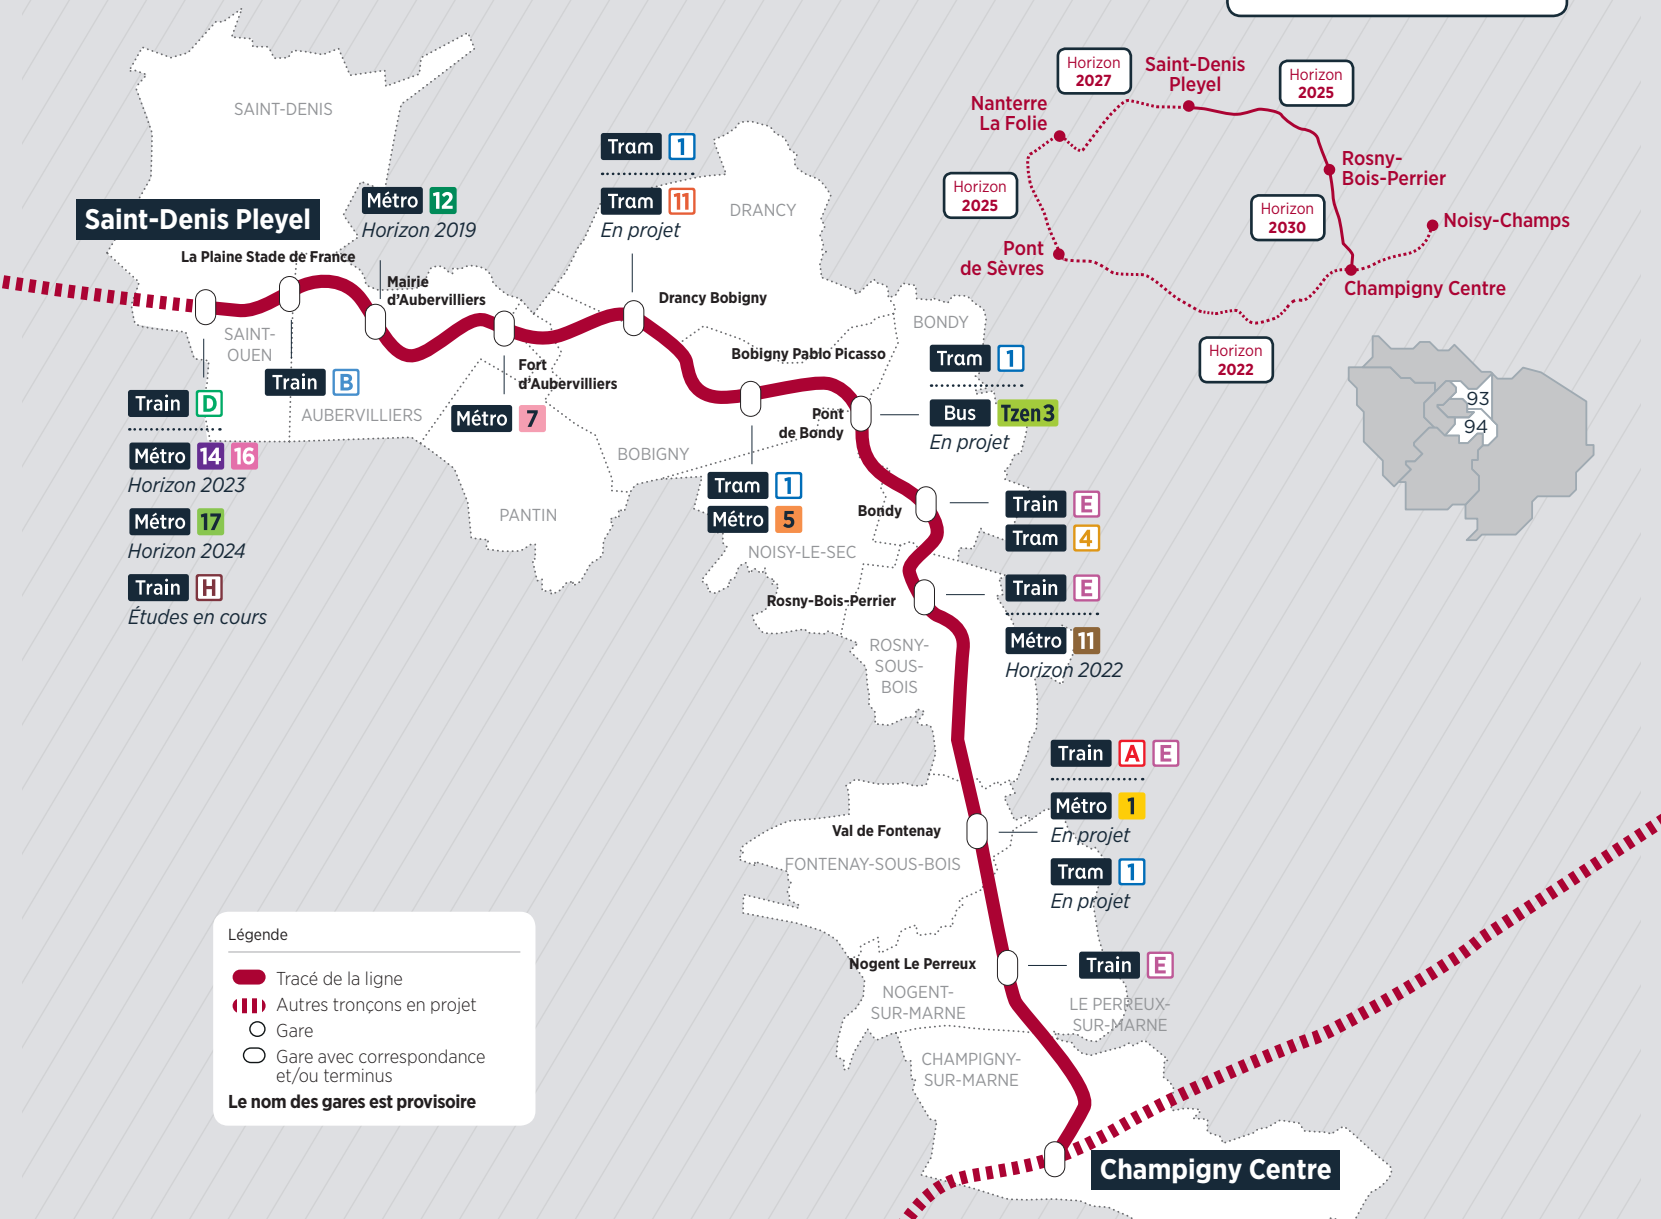 SAINT-DENIS
Saint-Denis Pleyel
La Plaine Stade de France
Métro 12
Horizon 2019
Mairie
d'Aubervilliers
Tram 1
Tram 11
En projet
DRANCY
Drancy Bobigny
SAINT-
OUEN
Train B
AUBERVILLIERS
Train D
Métro 14 16
Horizon 2023
Métro 17
Horizon 2024
Train H
Études en cours
Fort
d'Aubervilliers
Métro 7
PANTIN
BOBIGNY
Bobigny Pablo Picasso
Tram 1
Métro 5
NOISY-LE-SEC
Pont
de Bondy
BONDY
Tram 1
Bus Tzen3
En projet
Bondy
Train E
Tram 4
Rosny-Bois-Perrier
Train E
Métro 11
Horizon 2022
ROSNY-
SOUS-
BOIS
Train A E
Métro 1
En projet
Tram 1
En projet
Val de Fontenay
FONTENAY-SOUS-BOIS
Nogent Le Perreux
Train E
NOGENT-
SUR-MARNE
LE PERREUX-
SUR-MARNE
CHAMPIGNY-
SUR-MARNE
Champigny Centre
Horizon
2027
Saint-Denis
Pleyel
Horizon
2025
Nanterre
La Folie
Rosny-
Bois-Perrier
Horizon
2025
Horizon
2030
Noisy-Champs
Pont
de Sèvres
Champigny Centre
Horizon
2022
93
94
Légende
Tracé de la ligne
Autres tronçons en projet
Gare
Gare avec correspondance
et/ou terminus
Le nom des gares est provisoire